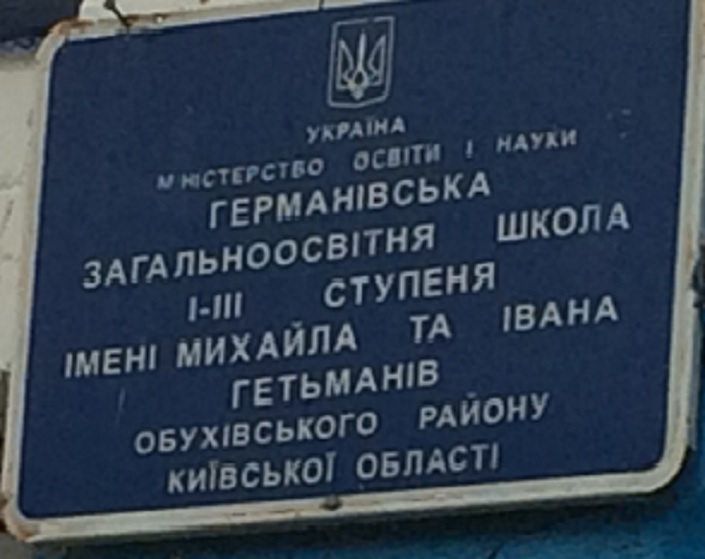 УКРАЇНА
МІНІСТЕРСТВО ОСВІТИ І НАУКИ
ГЕРМАНІВСЬКА
ЗАГАЛЬНООСВІТНЯ ШКОЛА
І-ІІІ СТУПЕНЯ
ІМЕНІ МИХАЙЛА ТА ІВАНА
ГЕТЬМАНІВ
ОБУХІВСЬКОГО РАЙОНУ
КИЇВСЬКОЇ ОБЛАСТІ